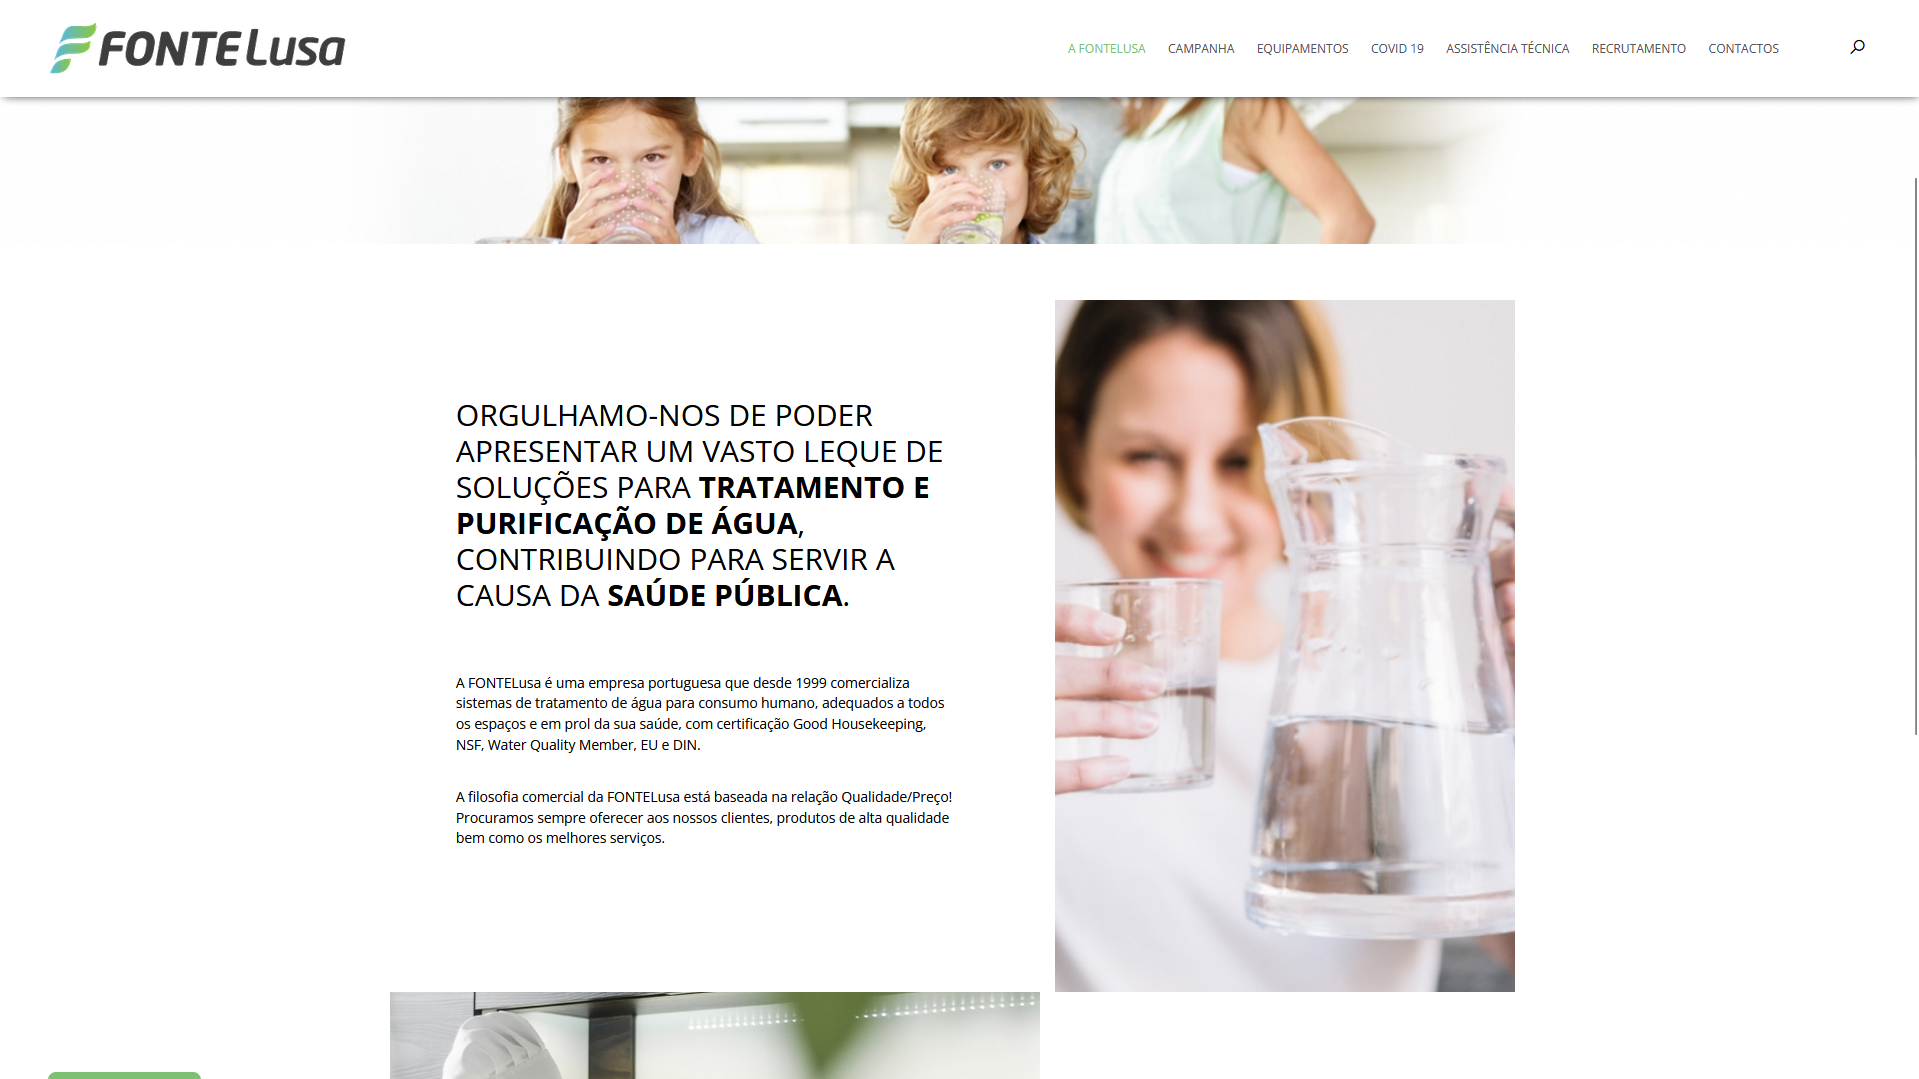 FONTELusa
A FONTELUSA CAMPANHA EQUIPAMENTOS COVID 19 ASSISTÊNCIA TÉCNICA RECRUTAMENTO CONTACTOS
ORGULHAMO-NOS DE PODER
APRESENTAR UM VASTO LEQUE DE
SOLUÇÕES PARA TRATAMENTO E
PURIFICAÇÃO DE ÁGUA,
CONTRIBUINDO PARA SERVIR A
CAUSA DA SAÚDE PÚBLICA.
A FONTELusa é uma empresa portuguesa que desde 1999 comercializa
sistemas de tratamento de água para consumo humano, adequados a todos
os espaços e em prol da sua saúde, com certificação Good Housekeeping,
NSF, Water Quality Member, EU e DIN.
A filosofia comercial da FONTELusa está baseada na relação Qualidade/Preço!
Procuramos sempre oferecer aos nossos clientes, produtos de alta qualidade
bem como os melhores serviços.